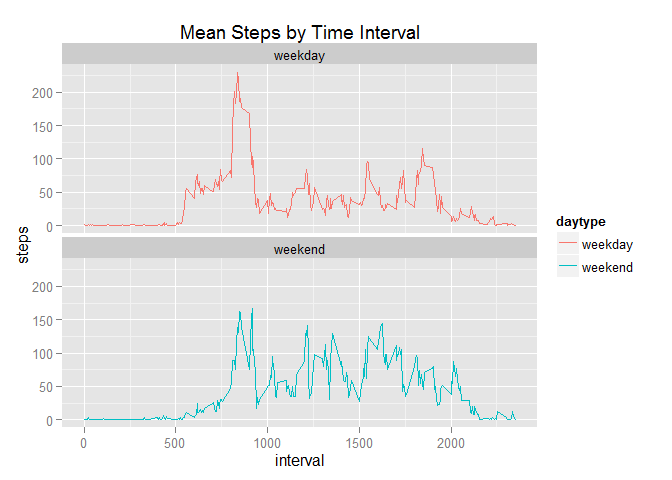 Mean Steps by Time Interval
weekday
200
150
100
50
0
weekend
200
150
100
50
0
steps
0 500 1000 1500 2000
interval
daytype
weekday
weekend